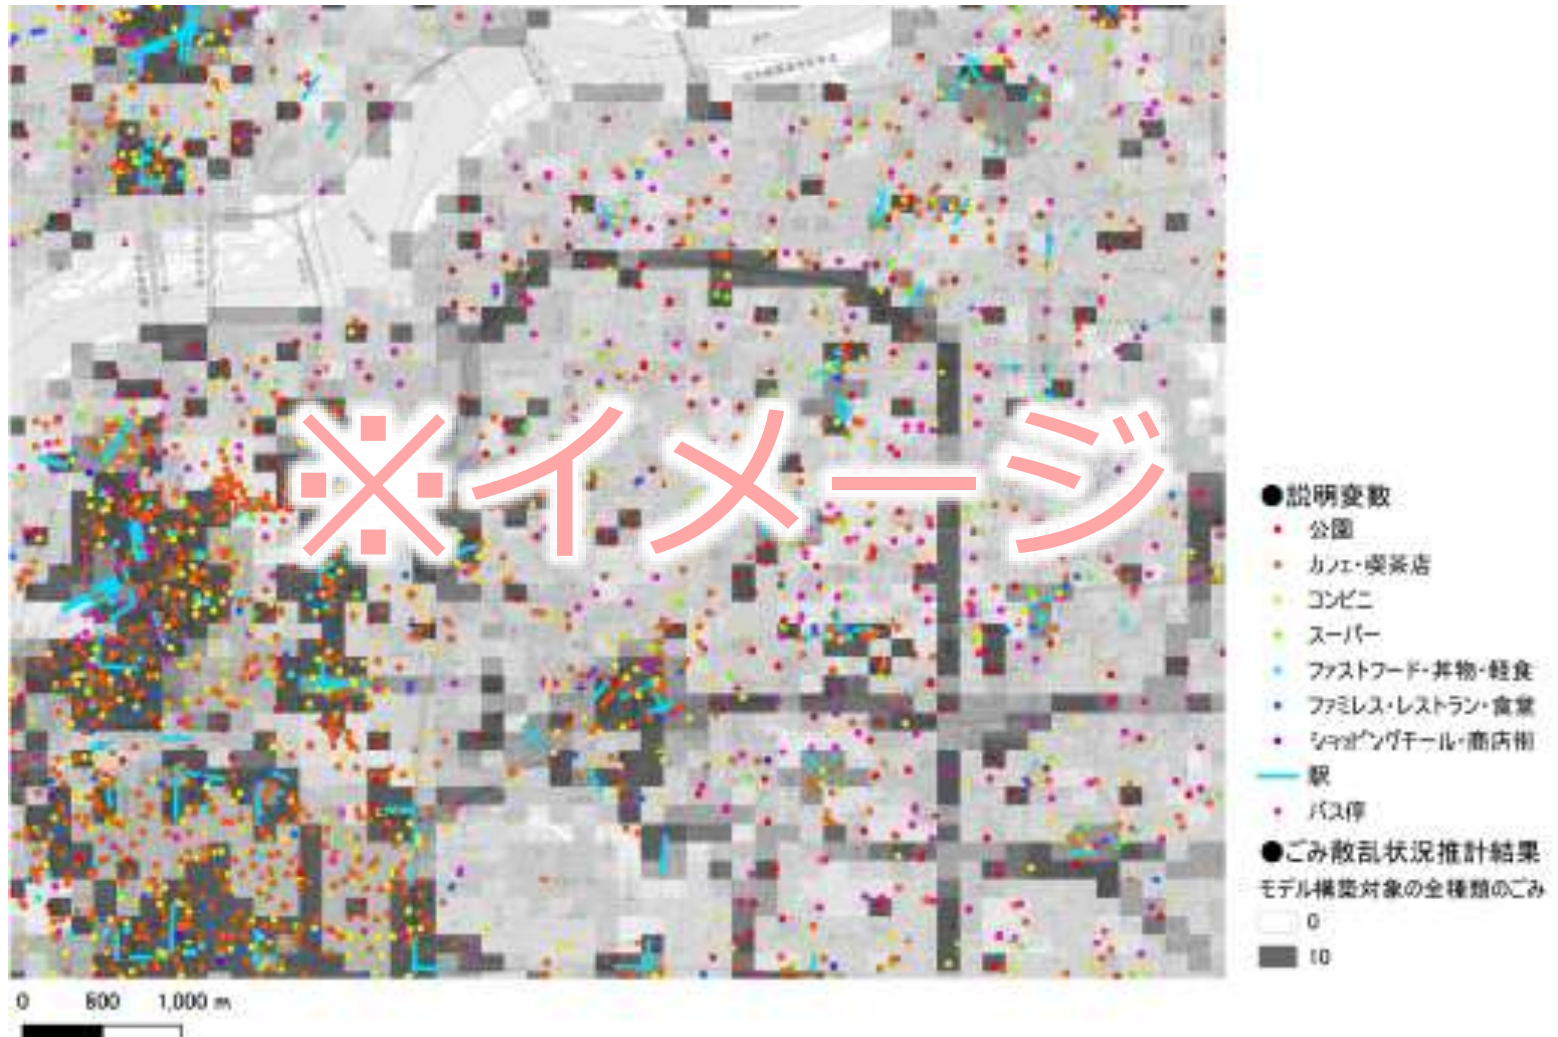 ※イメージ
●説明変数
公園
カフェ・喫茶店
コンビニ
スーパー
ファストフード・丼物・軽食
ファミレス・レストラン・食堂
ショッピングモール・商店街
駅
バス停
●ごみ散乱状況推計結果
モデル構築対象の全種類のごみ
0
10
0 500 1,000 m